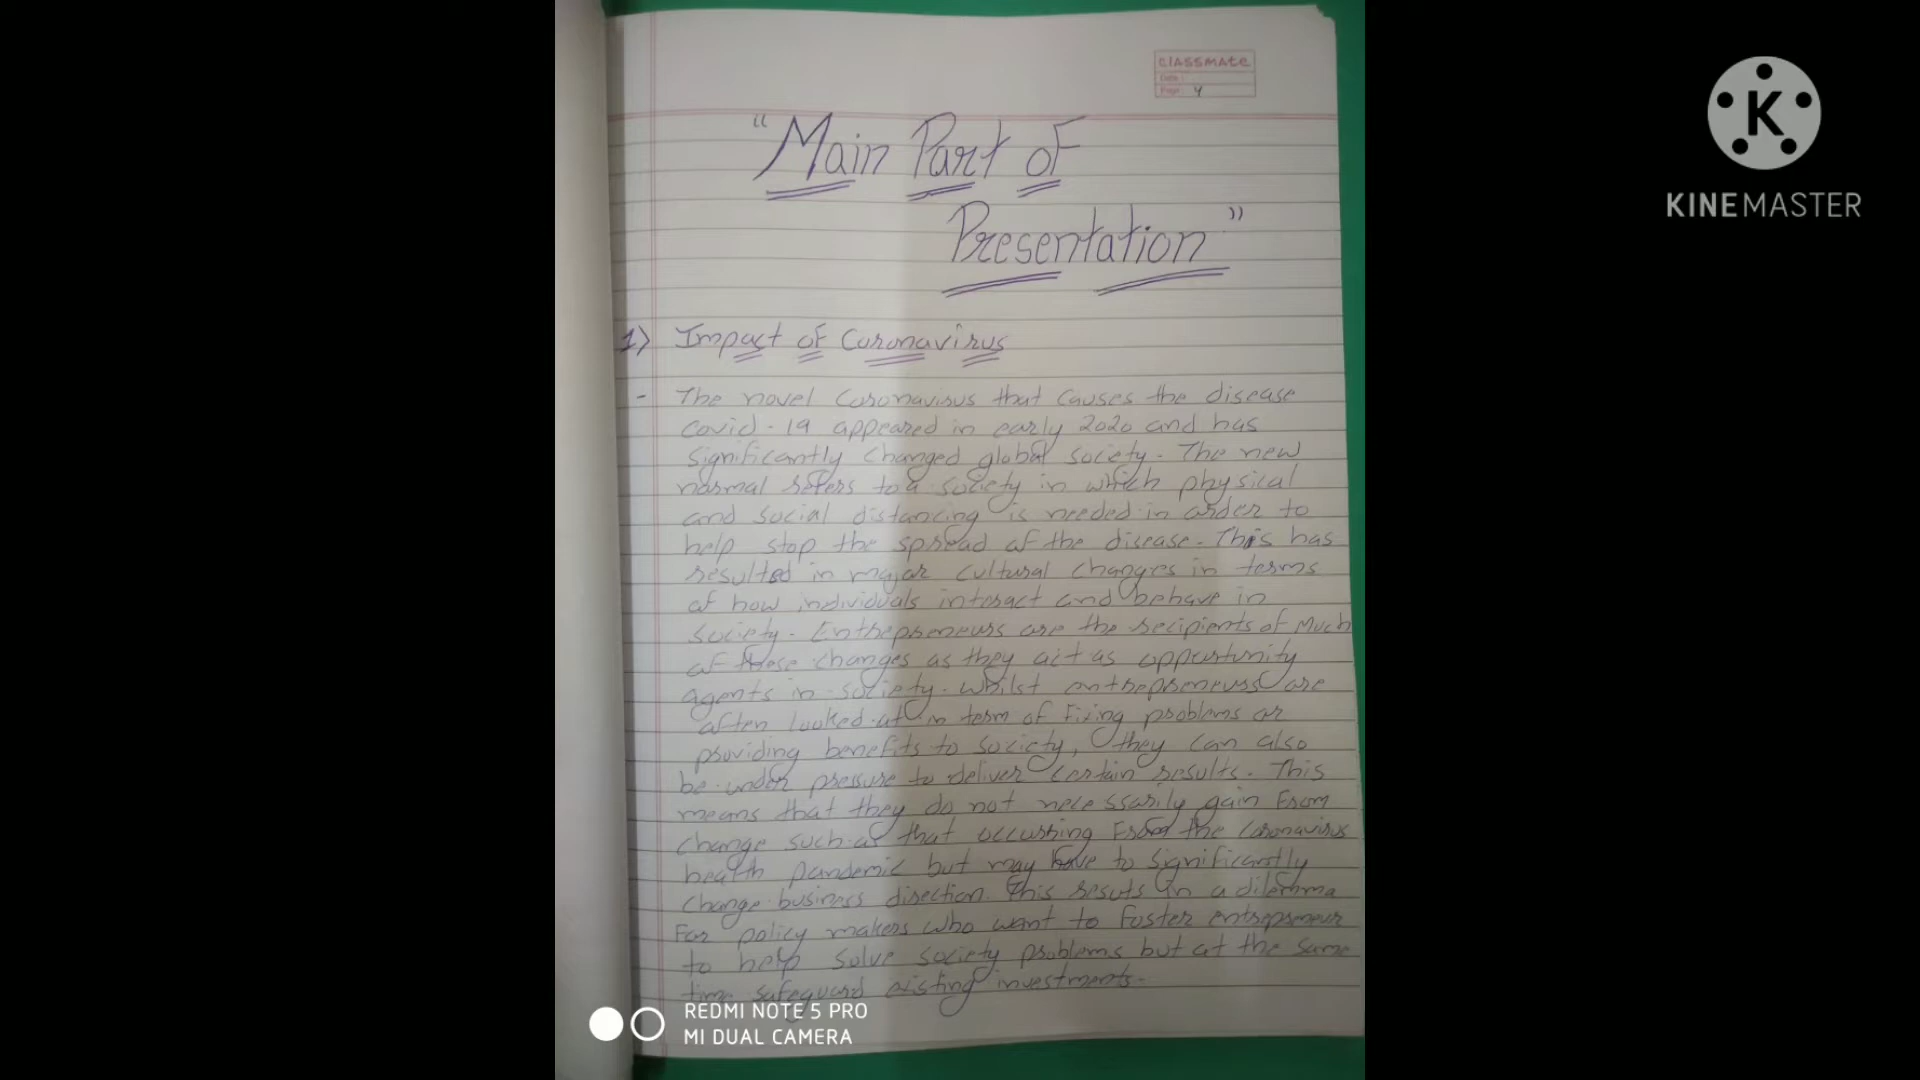 classmate
Date :
Page : 4
"Main Part of
Presentation"
1) Impact of Coronavirus
- The novel Coronavirus that causes the disease
covid-19 appeared in early 2020 and has
significantly changed global society. The new
normal refers to a society in which physical
and social distancing is needed in order to
help stop the spread of the disease. This has
resulted in major cultural changes in terms
of how individuals interact and behave in
society. Entrepreneurs are the recipients of Much
of these changes as they act as opportunity
agents in society. whilst entrepreneurs are
often looked at in term of fixing problems or
providing benefits to society, they can also
be under pressure to deliver certain results. This
means that they do not necessarily gain from
change such as that occurring From the Coronavirus
health pandemic but may have to significantly
change business direction. This resuts in a dilemma
For policy makers who want to foster entrepreneur
to help solve society problems but at the same
time safeguard existing investments.
REDMI NOTE 5 PRO
MI DUAL CAMERA
K
KINEMASTER